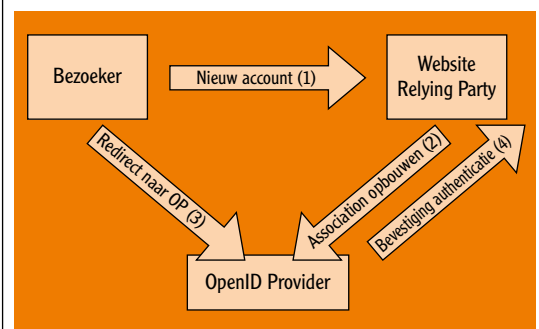 Bezoeker
Nieuw account (1)
Website
Relying Party
Redirect naar OP (3)
Association opbouwen (2)
Bevestiging authenticatie (4)
OpenID Provider